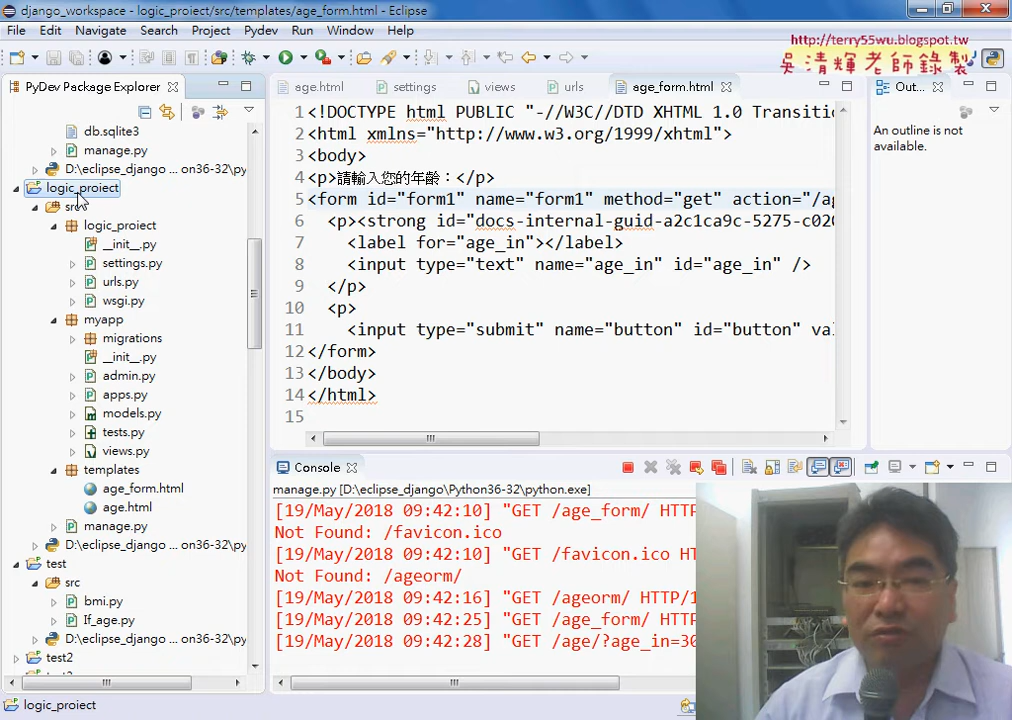 django_workspace - logic_proiect/src/templates/age_form.html - Eclipse
File Edit Navigate Search Project Pydev Run Window Help
http://terry55wu.blogspot.tw
吳清輝老師錄製
PyDev Package Explorer
age.html settings views urls age_form.html
Out...
db.sqlite3
manage.py
D:\eclipse_django ... on36-32\py
logic_proiect
src
logic_proiect
__init__.py
settings.py
urls.py
wsgi.py
myapp
migrations
__init__.py
admin.py
apps.py
models.py
tests.py
views.py
templates
age_form.html
age.html
manage.py
D:\eclipse_django ... on36-32\py
test
src
bmi.py
If_age.py
D:\eclipse_django ... on36-32\py
test2
1 <!DOCTYPE html PUBLIC "-//W3C//DTD XHTML 1.0 Transiti
2 <html xmlns="http://www.w3.org/1999/xhtml">
3 <body>
4 <p>請輸入您的年齡：</p>
5 <form id="form1" name="form1" method="get" action="/ag
6 <p><strong id="docs-internal-guid-a2c1ca9c-5275-c02
7 <label for="age_in"></label>
8 <input type="text" name="age_in" id="age_in" />
9 </p>
10 <p>
11 <input type="submit" name="button" id="button" val
12 </form>
13 </body>
14 </html>
15
An outline is not
available.
Console
manage.py [D:\eclipse_django\Python36-32\python.exe]
[19/May/2018 09:42:10] "GET /age_form/ HTTP
Not Found: /favicon.ico
[19/May/2018 09:42:10] "GET /favicon.ico HT
Not Found: /ageorm/
[19/May/2018 09:42:16] "GET /ageorm/ HTTP/1
[19/May/2018 09:42:25] "GET /age_form/ HTTP
[19/May/2018 09:42:28] "GET /age/?age_in=30
logic_proiect